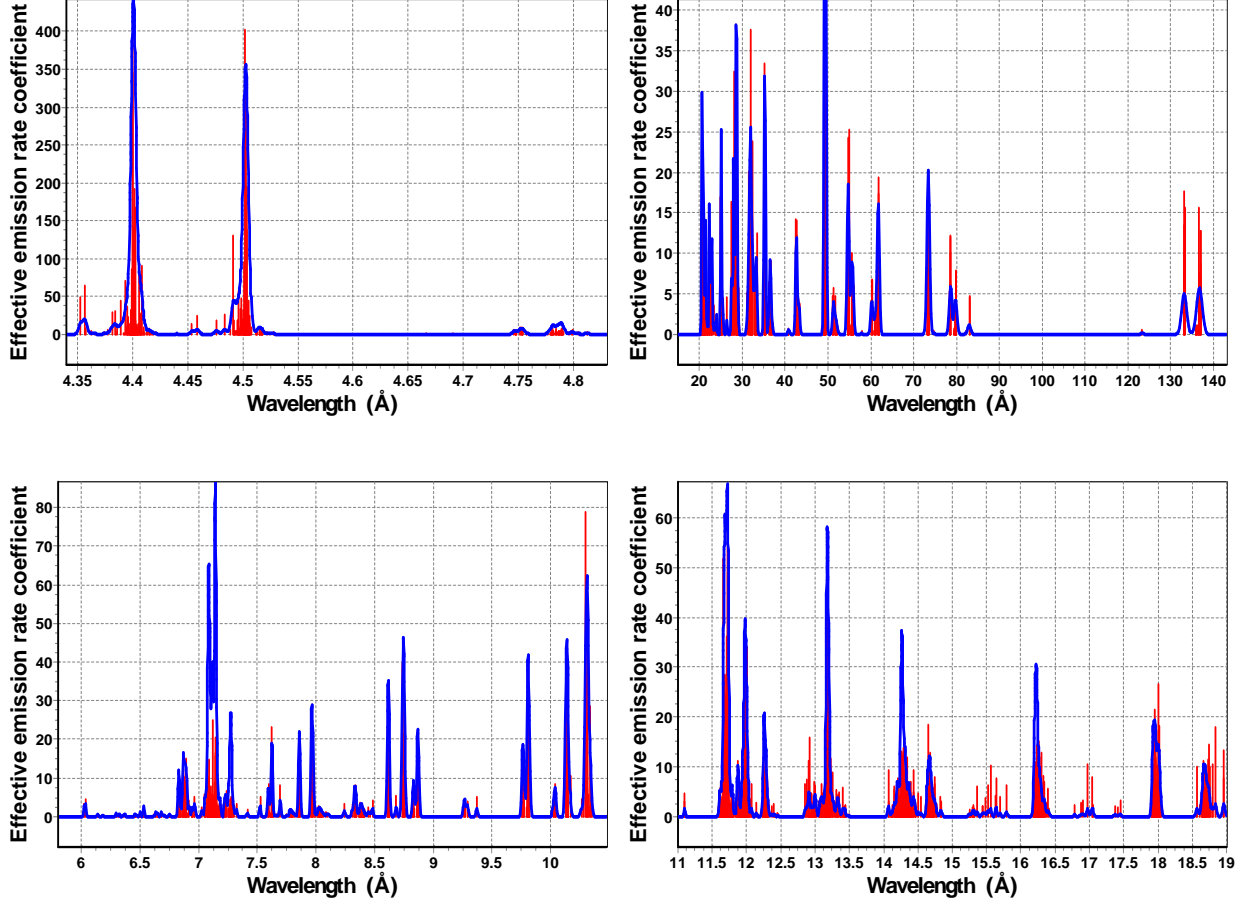 Effective emission rate coefficient
400
350
300
250
200
150
100
50
0
4.35 4.4 4.45 4.5 4.55 4.6 4.65 4.7 4.75 4.8
Wavelength (Å)
Effective emission rate coefficient
40
35
30
25
20
15
10
5
0
20 30 40 50 60 70 80 90 100 110 120 130 140
Wavelength (Å)
Effective emission rate coefficient
80
70
60
50
40
30
20
10
0
6 6.5 7 7.5 8 8.5 9 9.5 10
Wavelength (Å)
Effective emission rate coefficient
60
50
40
30
20
10
0
11 11.5 12 12.5 13 13.5 14 14.5 15 15.5 16 16.5 17 17.5 18 18.5 19
Wavelength (Å)